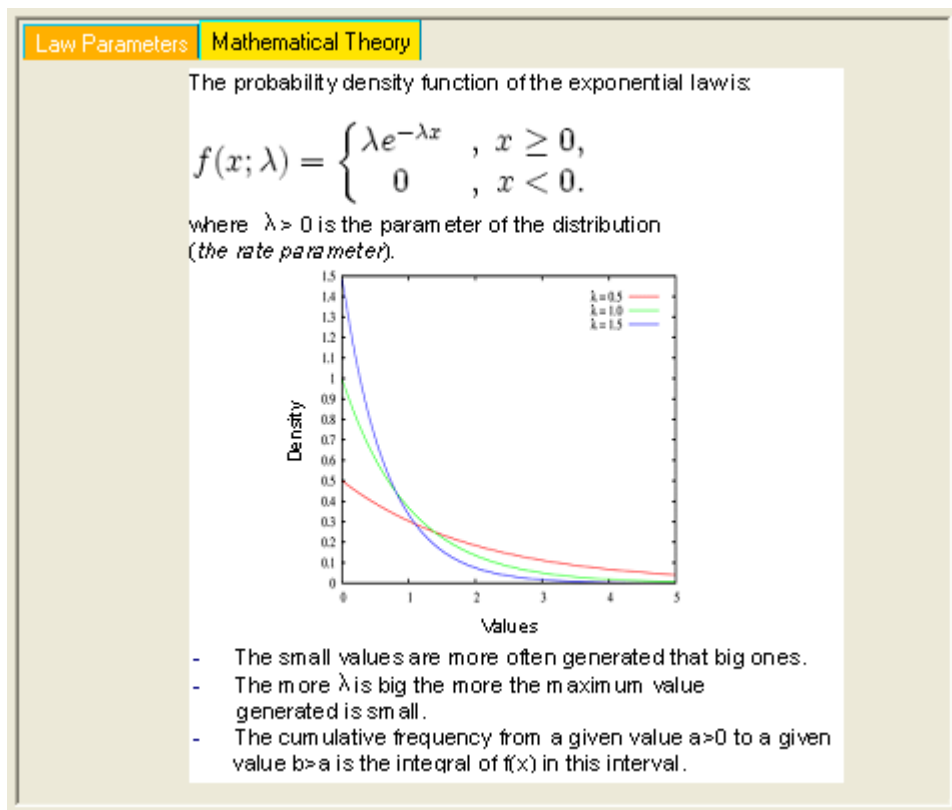 Law Parameters Mathematical Theory
The probability density function of the exponential law is:
f(x; λ) = { λe^{-λx} , x ≥ 0,
0 , x < 0.
where λ > 0 is the parameter of the distribution
(the rate parameter).
1.5
1.4
1.3
1.2
1.1
1
0.9
0.8
0.7
0.6
0.5
0.4
0.3
0.2
0.1
0
λ = 0.5
λ = 1.0
λ = 1.5
Density
0 1 2 3 4 5
Values
- The small values are more often generated that big ones.
- The more λ is big the more the maximum value
generated is small.
- The cumulative frequency from a given value a>0 to a given
value b>a is the integral of f(x) in this interval.